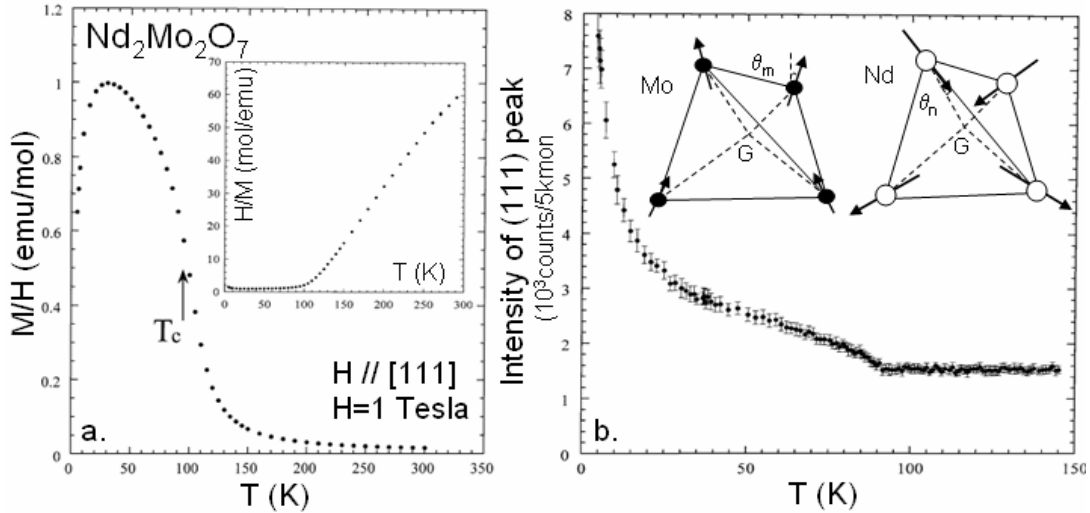 Nd₂Mo₂O₇
M/H (emu/mol)
1.2
1
0.8
0.6
0.4
0.2
0
0 50 100 150 200 250 300 350
T (K)
Tc
H // [111]
H=1 Tesla
a.
H/M (mol/emu)
70
60
50
40
30
20
10
0
0 50 100 150 200 250 300
T (K)
Intensity of (111) peak
(10³counts/5kmon)
8
7
6
5
4
3
2
1
0
0 50 100 150
T (K)
b.
Mo
θm
G
Nd
θn
G